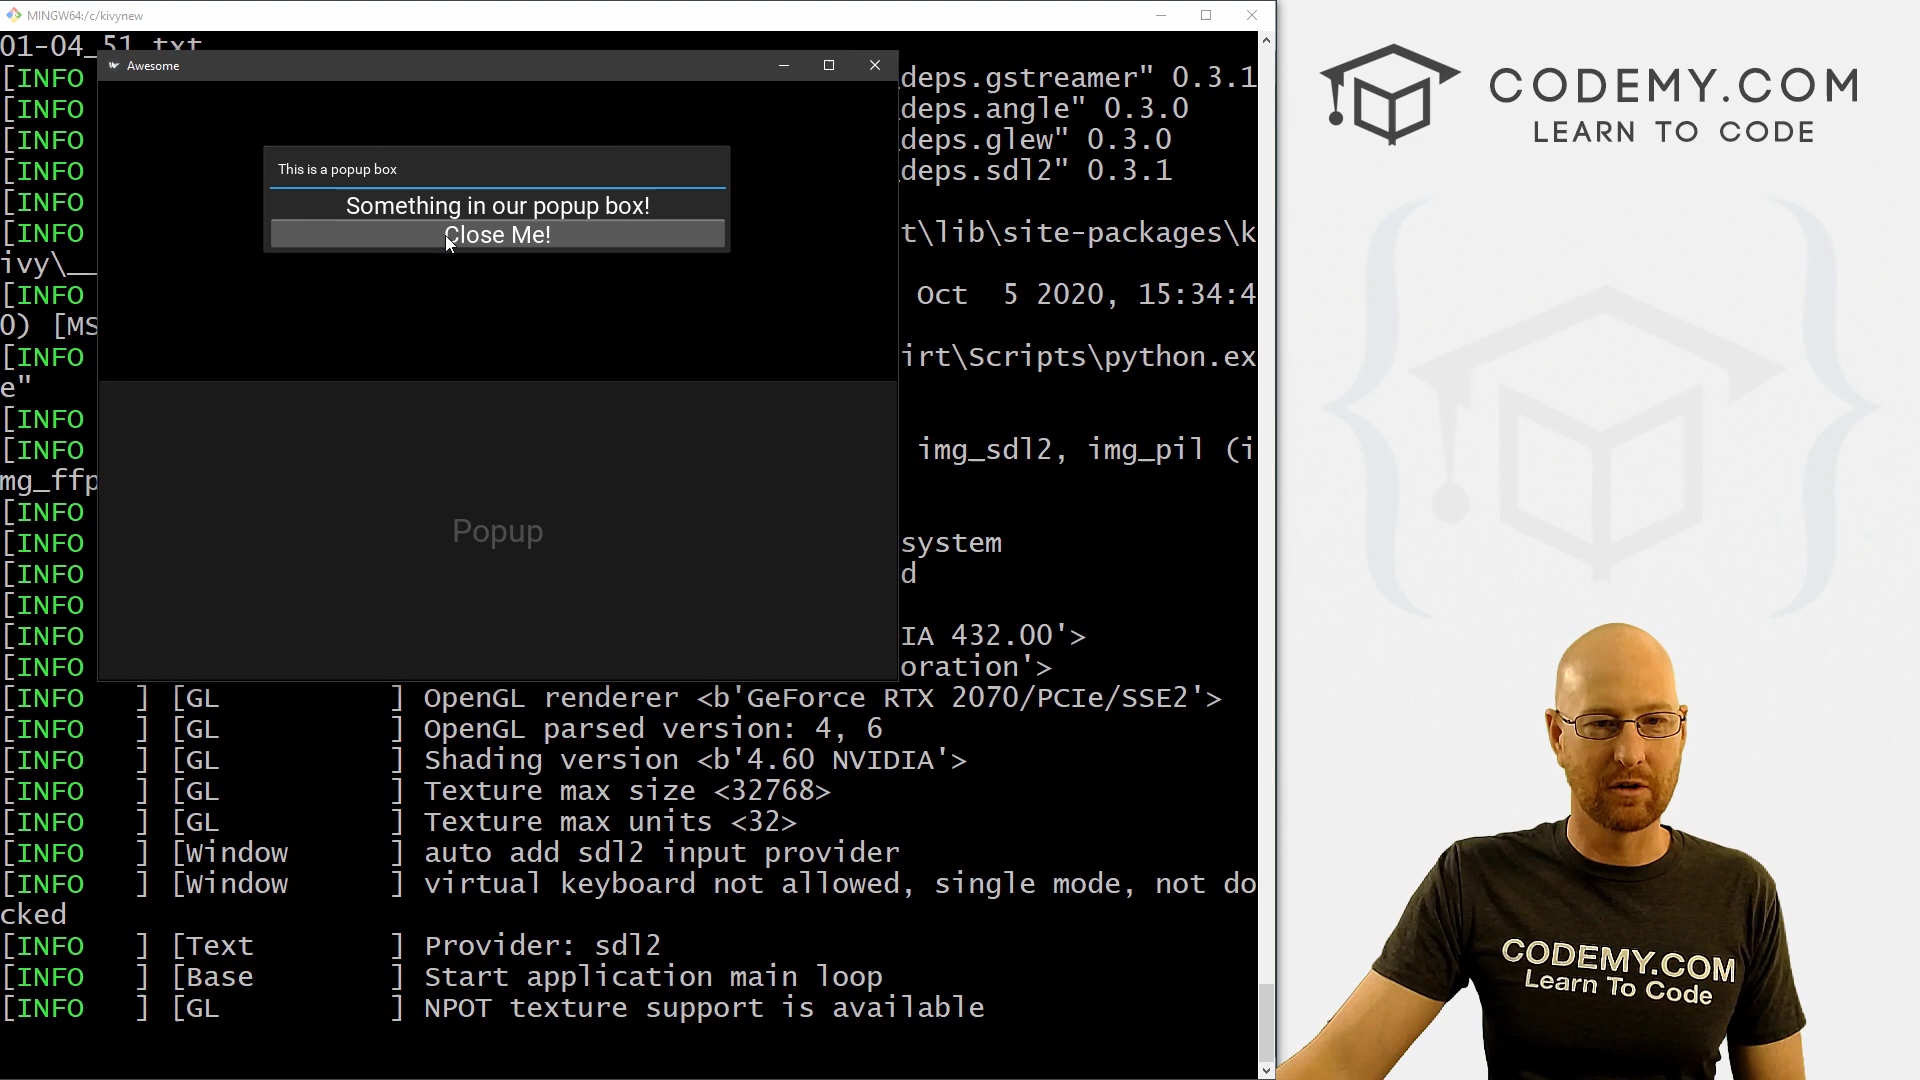 MINGW64:/c/kivynew
01-04_51.txt
Awesome
[INFO deps.gstreamer" 0.3.1
[INFO deps.angle" 0.3.0
[INFO deps.glew" 0.3.0
[INFO deps.sdl2" 0.3.1
[INFO
[INFO t\lib\site-packages\k
ivy\__
[INFO Oct  5 2020, 15:34:4
0) [MS
[INFO irt\Scripts\python.ex
e"
[INFO
[INFO img_sdl2, img_pil (i
mg_ffp
[INFO
[INFO system
[INFO d
[INFO
[INFO IA 432.00'>
[INFO oration'>
This is a popup box
Something in our popup box!
Close Me!
Popup
[INFO   ] [GL          ] OpenGL renderer <b'GeForce RTX 2070/PCIe/SSE2'>
[INFO   ] [GL          ] OpenGL parsed version: 4, 6
[INFO   ] [GL          ] Shading version <b'4.60 NVIDIA'>
[INFO   ] [GL          ] Texture max size <32768>
[INFO   ] [GL          ] Texture max units <32>
[INFO   ] [Window      ] auto add sdl2 input provider
[INFO   ] [Window      ] virtual keyboard not allowed, single mode, not do
cked
[INFO   ] [Text        ] Provider: sdl2
[INFO   ] [Base        ] Start application main loop
[INFO   ] [GL          ] NPOT texture support is available
CODEMY.COM
LEARN TO CODE
CODEMY.COM
Learn To Code